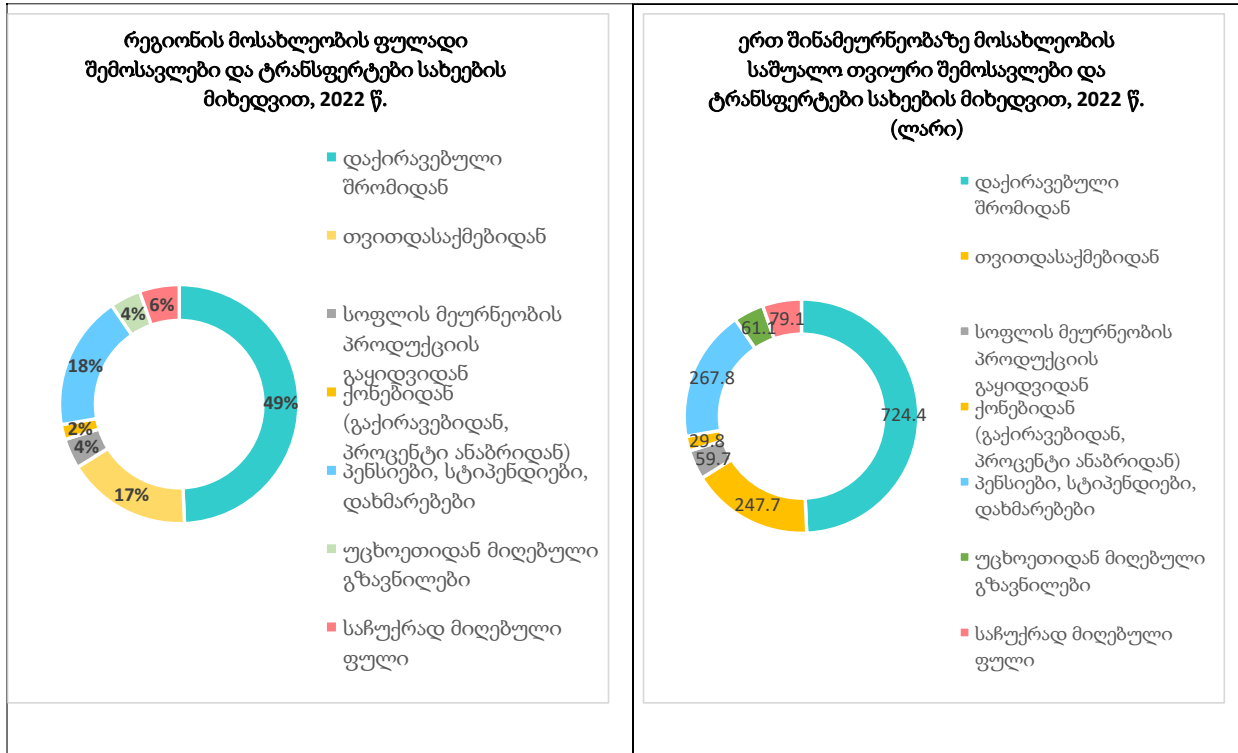 რეგიონის მოსახლეობის ფულადი
შემოსავლები და ტრანსფერტები სახეების
მიხედვით, 2022 წ.
დაქირავებული
შრომიდან
თვითდასაქმებიდან
სოფლის მეურნეობის
პროდუქციის
გაყიდვიდან
ქონებიდან
(გაქირავებიდან,
პროცენტი ანაბრიდან)
პენსიები, სტიპენდიები,
დახმარებები
უცხოეთიდან მიღებული
გზავნილები
საჩუქრად მიღებული
ფული
49%
17%
4%
2%
18%
4%
6%
ერთ შინამეურნეობაზე მოსახლეობის
საშუალო თვიური შემოსავლები და
ტრანსფერტები სახეების მიხედვით, 2022 წ.
(ლარი)
დაქირავებული
შრომიდან
თვითდასაქმებიდან
სოფლის მეურნეობის
პროდუქციის
გაყიდვიდან
ქონებიდან
(გაქირავებიდან,
პროცენტი ანაბრიდან)
პენსიები, სტიპენდიები,
დახმარებები
უცხოეთიდან მიღებული
გზავნილები
საჩუქრად მიღებული
ფული
724.4
247.7
59.7
29.8
267.8
61.1
79.1